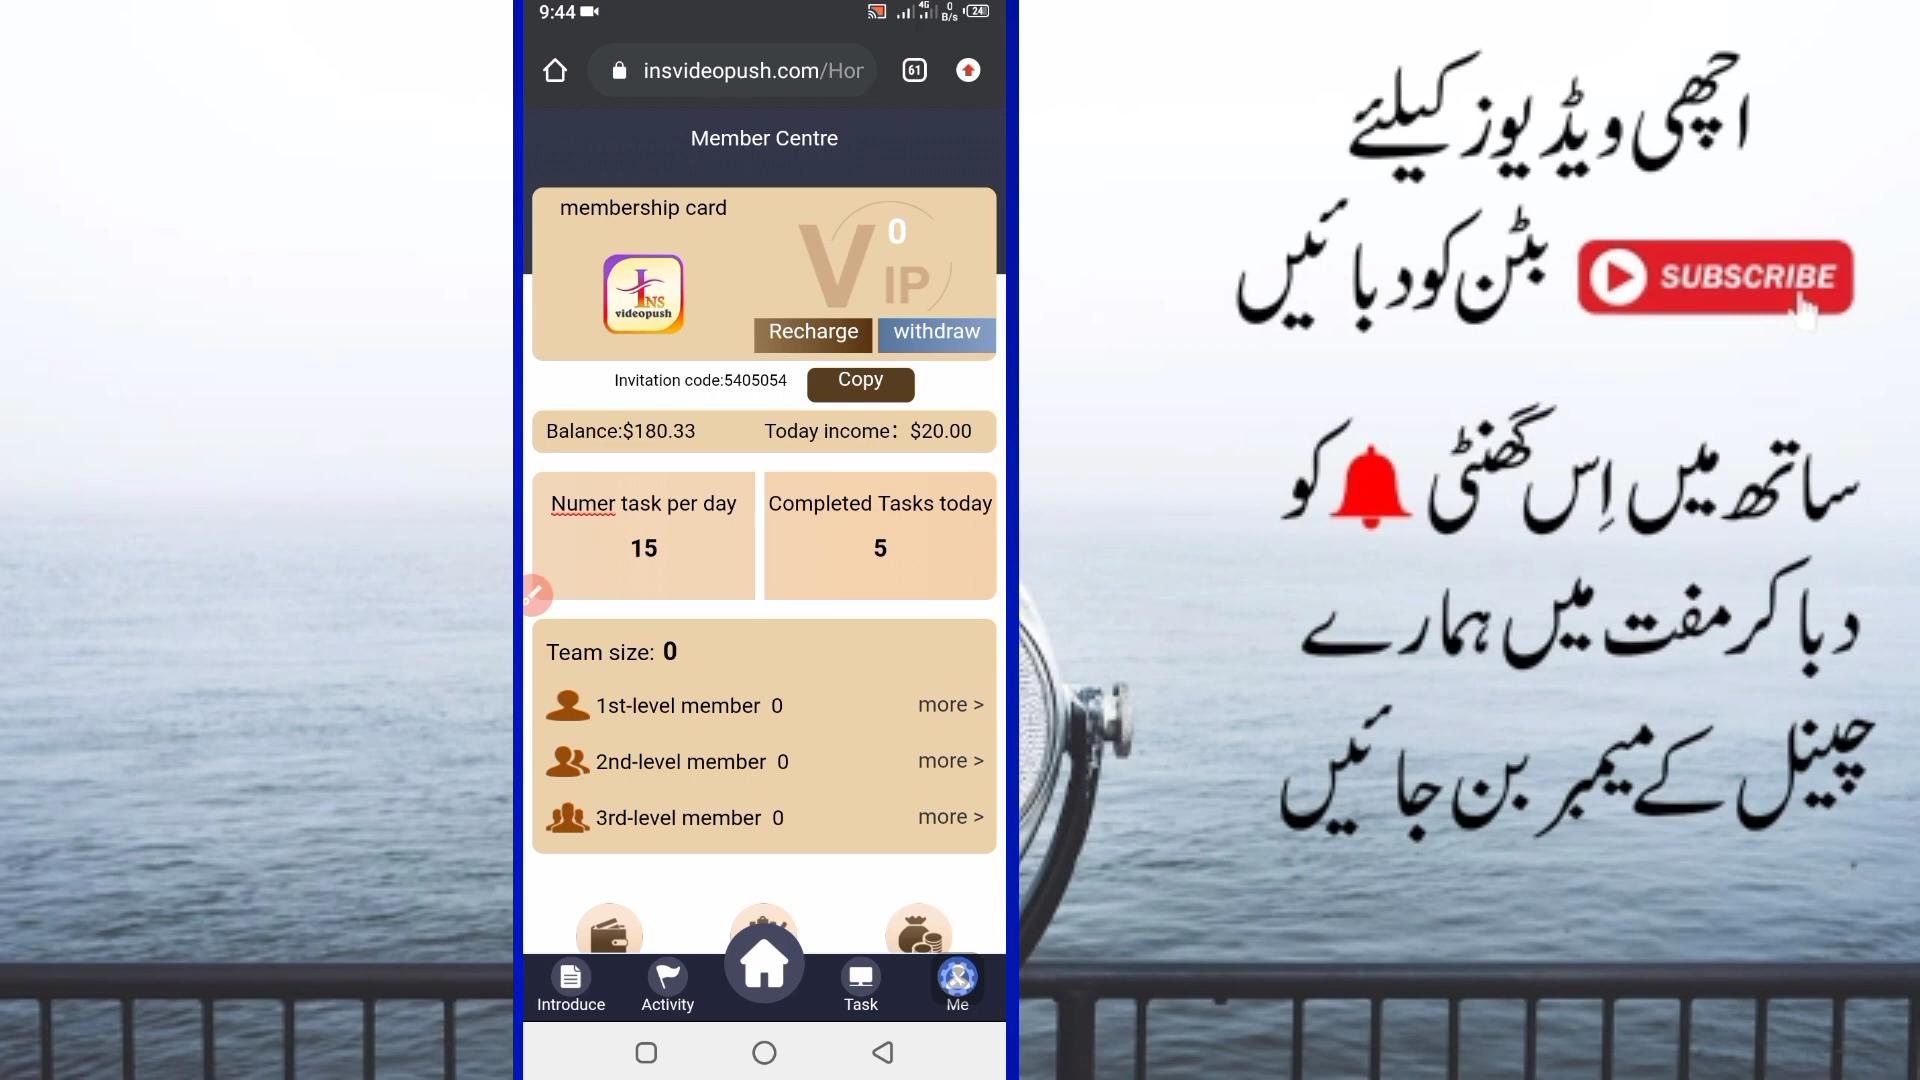 9:44
4G
0
B/s
24
insvideopush.com/Hor
61
Member Centre
membership card
V IP 0
INS
videopush
Recharge
withdraw
Invitation code:5405054
Copy
Balance:$180.33
Today income： $20.00
Numer task per day
15
Completed Tasks today
5
Team size: 0
1st-level member 0
more >
2nd-level member 0
more >
3rd-level member 0
more >
Introduce
Activity
Task
Me
اچھی ویڈیوز کیلئے
SUBSCRIBE بٹن کو دبائیں
ساتھ میں اِس گھنٹی کو
دبا کر مفت میں ہمارے
چینل کے میمبر بن جائیں